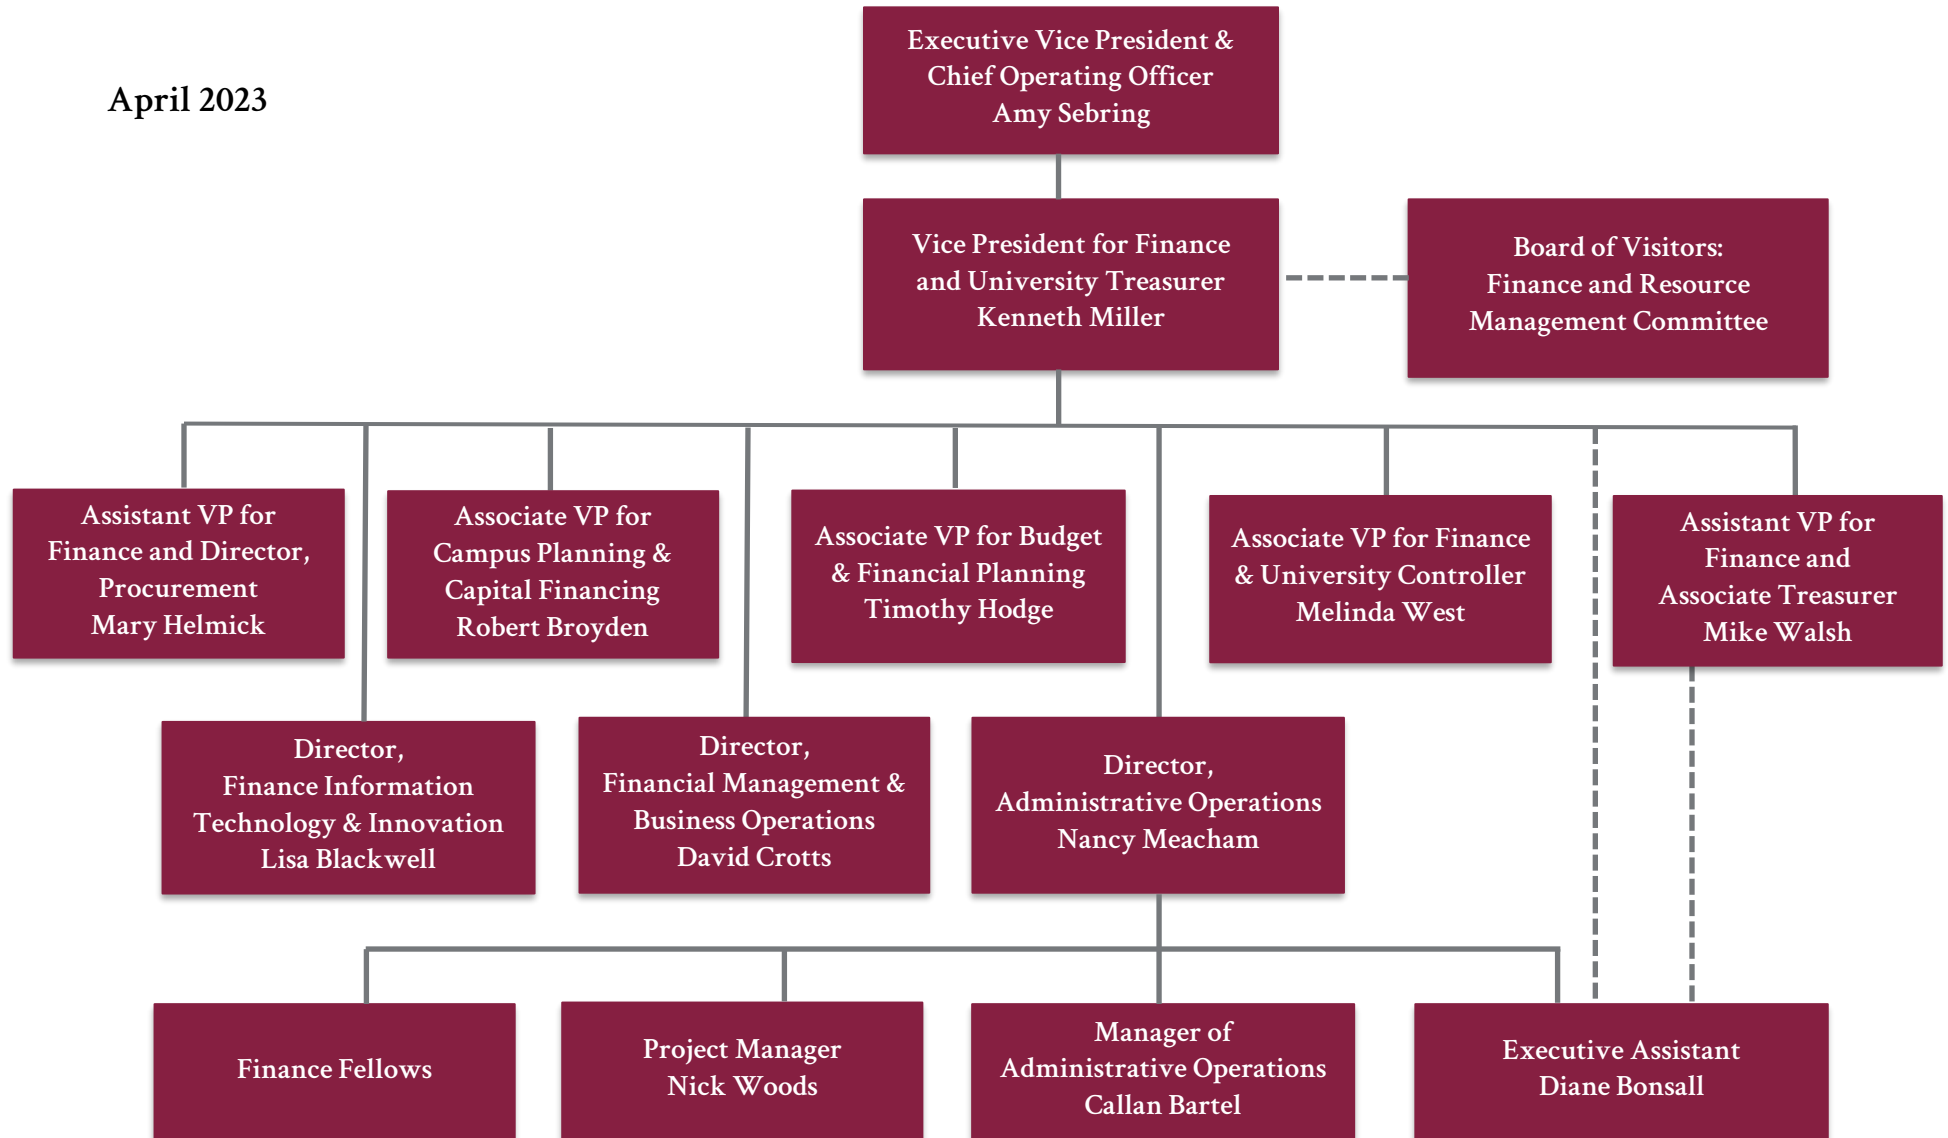 April 2023
Executive Vice President &
Chief Operating Officer
Amy Sebring
Vice President for Finance
and University Treasurer
Kenneth Miller
Board of Visitors:
Finance and Resource
Management Committee
Assistant VP for
Finance and Director,
Procurement
Mary Helmick
Associate VP for
Campus Planning &
Capital Financing
Robert Broyden
Associate VP for Budget
& Financial Planning
Timothy Hodge
Associate VP for Finance
& University Controller
Melinda West
Assistant VP for
Finance and
Associate Treasurer
Mike Walsh
Director,
Finance Information
Technology & Innovation
Lisa Blackwell
Director,
Financial Management &
Business Operations
David Crotts
Director,
Administrative Operations
Nancy Meacham
Finance Fellows
Project Manager
Nick Woods
Manager of
Administrative Operations
Callan Bartel
Executive Assistant
Diane Bonsall